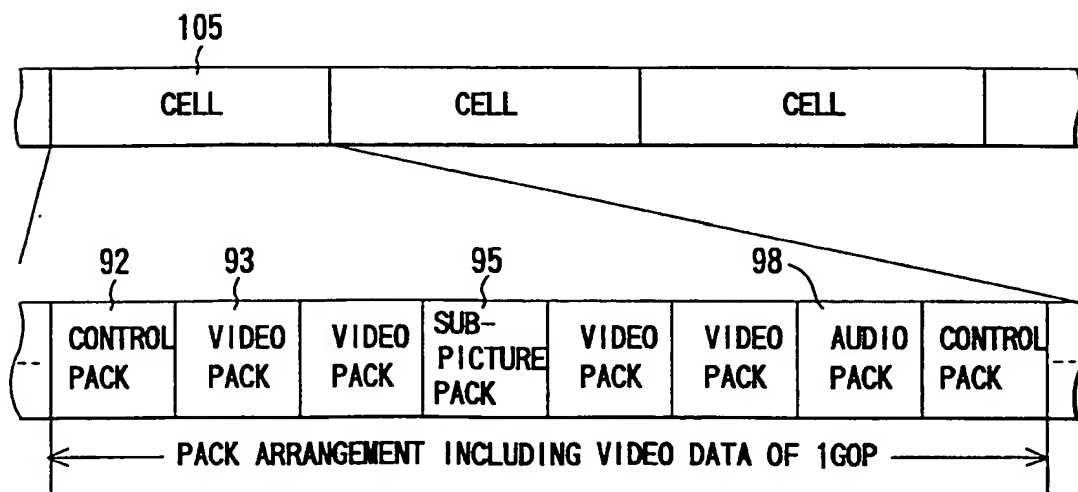 105
CELL CELL CELL
92 93 95 98
CONTROL PACK
VIDEO PACK
VIDEO PACK
SUB-PICTURE PACK
VIDEO PACK
VIDEO PACK
AUDIO PACK
CONTROL PACK
PACK ARRANGEMENT INCLUDING VIDEO DATA OF 1GOP